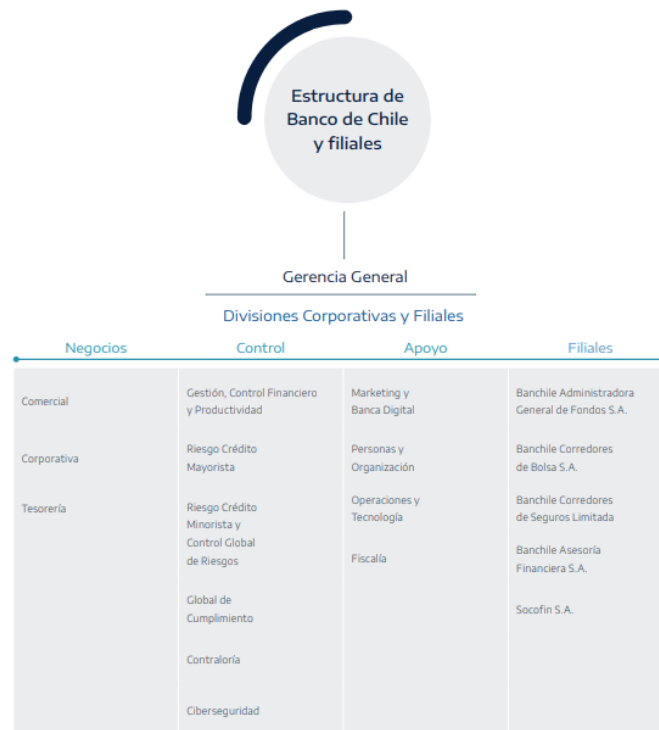 Estructura de
Banco de Chile
y filiales
Gerencia General
Divisiones Corporativas y Filiales
Negocios
Control
Apoyo
Filiales
Comercial
Corporativa
Tesorería
Gestión, Control Financiero
y Productividad
Riesgo Crédito
Mayorista
Riesgo Crédito
Minorista y
Control Global
de Riesgos
Global de
Cumplimiento
Contraloría
Ciberseguridad
Marketing y
Banca Digital
Personas y
Organización
Operaciones y
Tecnología
Fiscalía
Banchile Administradora
General de Fondos S.A.
Banchile Corredores
de Bolsa S.A.
Banchile Corredores
de Seguros Limitada
Banchile Asesoría
Financiera S.A.
Socofin S.A.